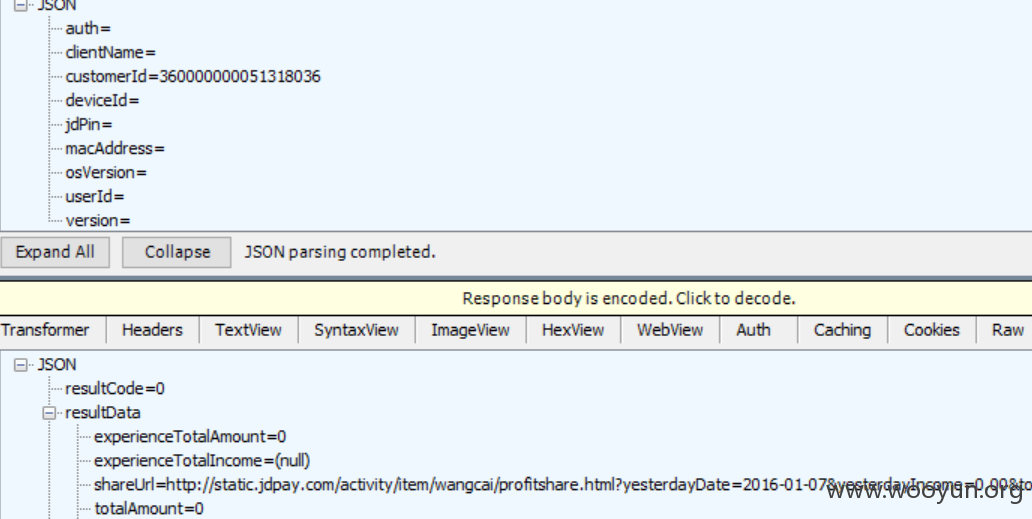 JSON
auth=
clientName=
customerId=360000000051318036
deviceId=
jdPin=
macAddress=
osVersion=
userId=
version=
Expand All Collapse JSON parsing completed.
Response body is encoded. Click to decode.
Transformer Headers TextView SyntaxView ImageView HexView WebView Auth Caching Cookies Raw
JSON
resultCode=0
resultData
experienceTotalAmount=0
experienceTotalIncome=(null)
shareUrl=http://static.jdpay.com/activity/item/wangcai/profitshare.html?yesterdayDate=2016-01-07&yesterdayIncome=0.00&to
www.wooyun.org
totalAmount=0